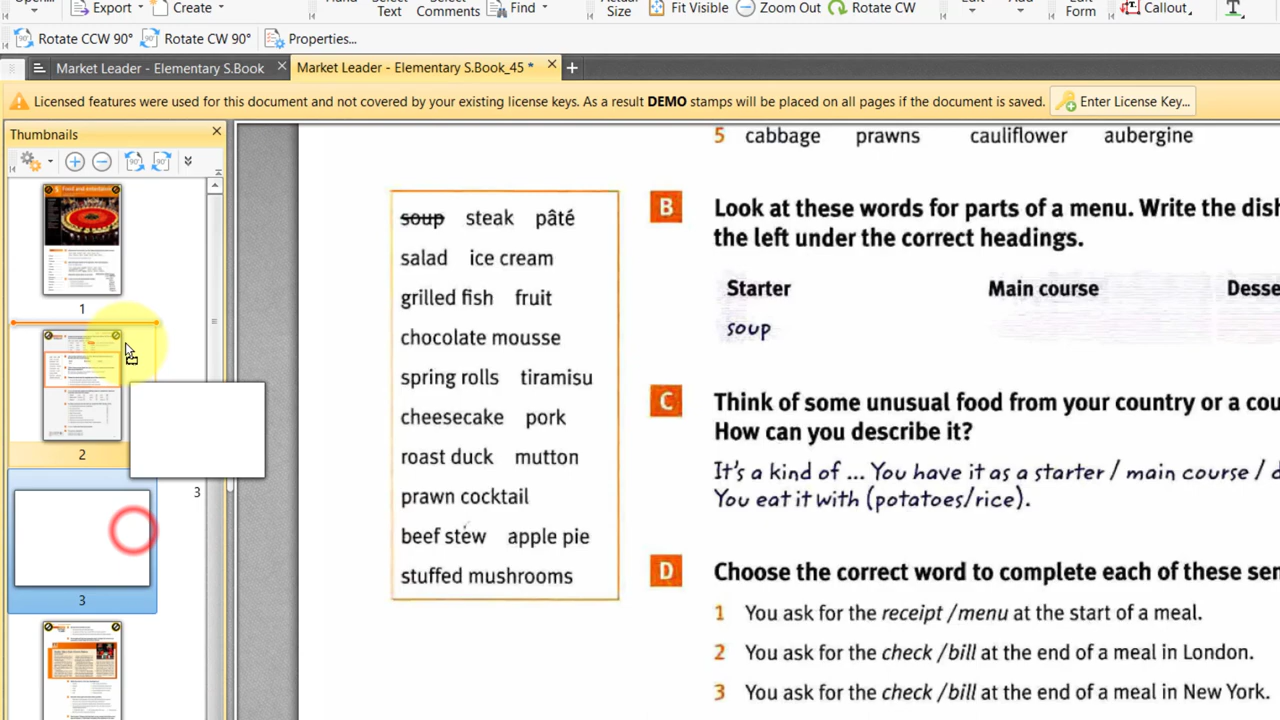 Open...
Export
Create
Hand
Select
Text
Select
Comments
Find
Actual
Size
Fit Visible
Zoom Out
Rotate CW
Edit
Add
Edit
Form
Callout
T
Rotate CCW 90°
Rotate CW 90°
Properties...
Market Leader - Elementary S.Book
Market Leader - Elementary S.Book_45 *
Licensed features were used for this document and not covered by your existing license keys. As a result DEMO stamps will be placed on all pages if the document is saved.
Enter License Key...
Thumbnails
1
2
3
3
5 cabbage prawns cauliflower aubergine
soup steak pâté
salad ice cream
grilled fish fruit
chocolate mousse
spring rolls tiramisu
cheesecake pork
roast duck mutton
prawn cocktail
beef stew apple pie
stuffed mushrooms
B
Look at these words for parts of a menu. Write the dish
the left under the correct headings.
Starter Main course Desse
soup
C
Think of some unusual food from your country or a cou
How can you describe it?
It's a kind of ... You have it as a starter / main course / d
You eat it with (potatoes/rice).
D
Choose the correct word to complete each of these sen
1 You ask for the receipt /menu at the start of a meal.
2 You ask for the check /bill at the end of a meal in London.
3 You ask for the check /bill at the end of a meal in New York.